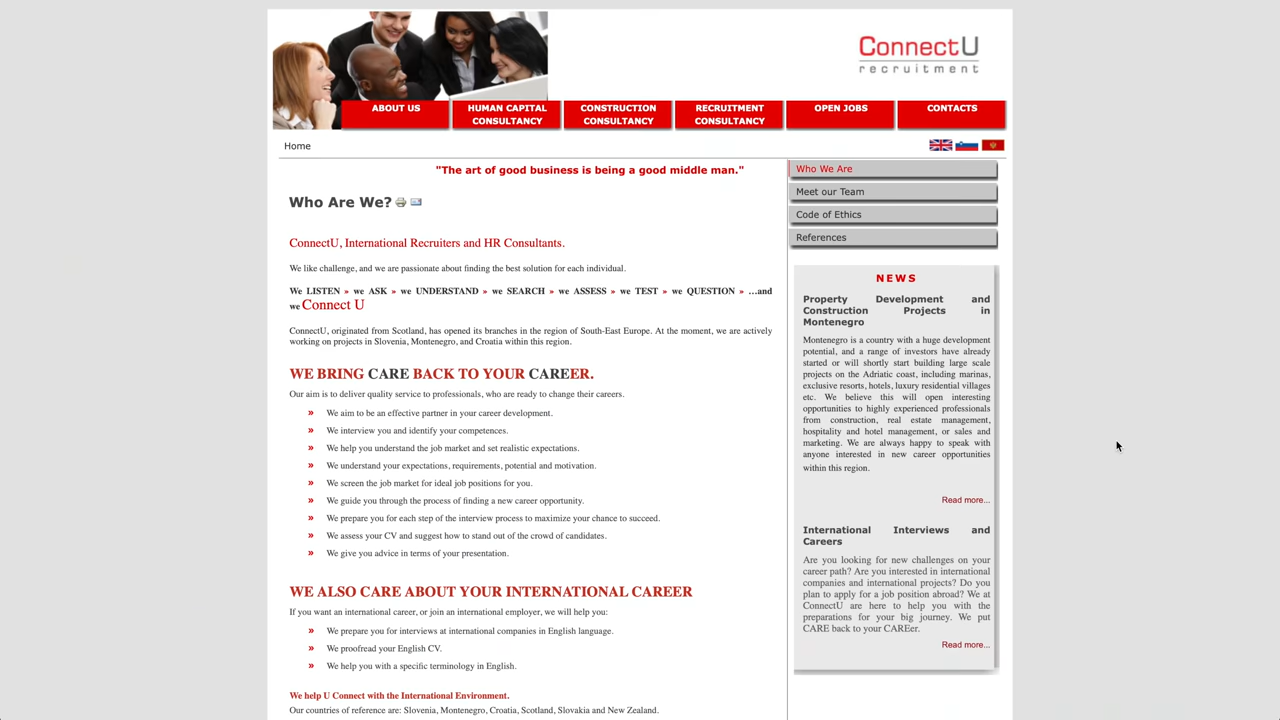 ConnectU
recruitment
ABOUT US
HUMAN CAPITAL
CONSULTANCY
CONSTRUCTION
CONSULTANCY
RECRUITMENT
CONSULTANCY
OPEN JOBS
CONTACTS
Home
"The art of good business is being a good middle man."
Who Are We?
ConnectU, International Recruiters and HR Consultants.
We like challenge, and we are passionate about finding the best solution for each individual.
We LISTEN » we ASK » we UNDERSTAND » we SEARCH » we ASSESS » we TEST » we QUESTION » …and
we Connect U
ConnectU, originated from Scotland, has opened its branches in the region of South-East Europe. At the moment, we are actively
working on projects in Slovenia, Montenegro, and Croatia within this region.
WE BRING CARE BACK TO YOUR CAREER.
Our aim is to deliver quality service to professionals, who are ready to change their careers.
» We aim to be an effective partner in your career development.
» We interview you and identify your competences.
» We help you understand the job market and set realistic expectations.
» We understand your expectations, requirements, potential and motivation.
» We screen the job market for ideal job positions for you.
» We guide you through the process of finding a new career opportunity.
» We prepare you for each step of the interview process to maximize your chance to succeed.
» We assess your CV and suggest how to stand out of the crowd of candidates.
» We give you advice in terms of your presentation.
WE ALSO CARE ABOUT YOUR INTERNATIONAL CAREER
If you want an international career, or join an international employer, we will help you:
» We prepare you for interviews at international companies in English language.
» We proofread your English CV.
» We help you with a specific terminology in English.
We help U Connect with the International Environment.
Our countries of reference are: Slovenia, Montenegro, Croatia, Scotland, Slovakia and New Zealand.
Who We Are
Meet our Team
Code of Ethics
References
NEWS
Property Development and
Construction Projects in
Montenegro
Montenegro is a country with a huge development
potential, and a range of investors have already
started or will shortly start building large scale
projects on the Adriatic coast, including marinas,
exclusive resorts, hotels, luxury residential villages
etc. We believe this will open interesting
opportunities to highly experienced professionals
from construction, real estate management,
hospitality and hotel management, or sales and
marketing. We are always happy to speak with
anyone interested in new career opportunities
within this region.
Read more...
International Interviews and
Careers
Are you looking for new challenges on your
career path? Are you interested in international
companies and international projects? Do you
plan to apply for a job position abroad? We at
ConnectU are here to help you with the
preparations for your big journey. We put
CARE back to your CAREer.
Read more...